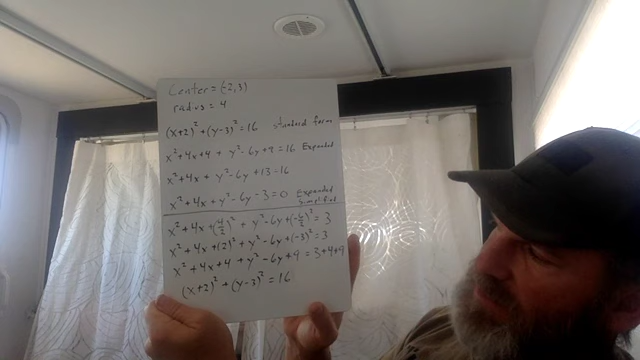 Center = (-2,3)
radius = 4
(x+2)² + (y-3)² = 16 standard form
x² + 4x + 4 + y² - 6y + 9 = 16 Expanded
x² + 4x + y² - 6y + 13 - 16
x² + 4x + y² - 6y - 3 = 0 Expanded simplified
x² + 4x + (4/2)² + y² - 6y + (-6/2)² = 3
x² + 4x + (2)² + y² - 6y + (-3)² = 3
x² + 4x + 4 + y² - 6y + 9 = 3+4+9
(x+2)² + (y-3)² = 16